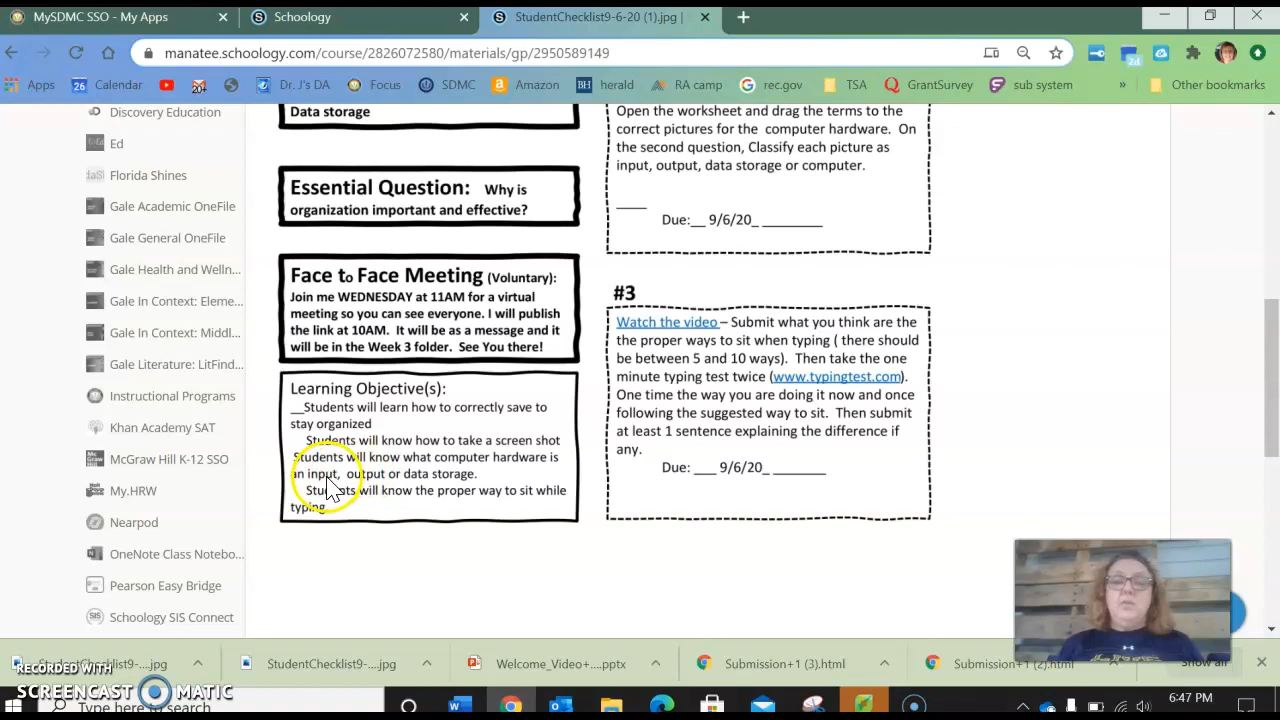 MySDMC SSO - My Apps
Schoology
StudentChecklist9-6-20 (1).jpg |
manatee.schoology.com/course/2826072580/materials/gp/2950589149
2d
Apps
26
Calendar
Dr. J's DA
Focus
SDMC
Amazon
BH
herald
RA camp
rec.gov
TSA
GrantSurvey
sub system
»
Other bookmarks
Discovery Education
Ed
Florida Shines
Gale Academic OneFile
Gale General OneFile
Gale Health and Welln...
Gale In Context: Eleme...
Gale In Context: Middl...
Gale Literature: LitFind...
Instructional Programs
Khan Academy SAT
McGraw Hill K-12 SSO
My.HRW
Nearpod
OneNote Class Notebo...
Pearson Easy Bridge
SIS
Schoology SIS Connect
Data storage
Essential Question: Why is
organization important and effective?
Face to Face Meeting (Voluntary):
Join me WEDNESDAY at 11AM for a virtual
meeting so you can see everyone. I will publish
the link at 10AM. It will be as a message and it
will be in the Week 3 folder. See You there!
Learning Objective(s):
__Students will learn how to correctly save to
stay organized
Students will know how to take a screen shot
Students will know what computer hardware is
an input, output or data storage.
Students will know the proper way to sit while
typing
Open the worksheet and drag the terms to the
correct pictures for the computer hardware. On
the second question, Classify each picture as
input, output, data storage or computer.
____
Due:__ 9/6/20_ ________
#3
Watch the video – Submit what you think are the
the proper ways to sit when typing ( there should
be between 5 and 10 ways). Then take the one
minute typing test twice (www.typingtest.com).
One time the way you are doing it now and once
following the suggested way to sit. Then submit
at least 1 sentence explaining the difference if
any.
Due: ___ 9/6/20_ _______
StudentChecklist9-....jpg
StudentChecklist9-....jpg
Welcome_Video+....pptx
Submission+1 (3).html
Submission+1 (2).html
Show all
RECORDED WITH
SCREENCAST MATIC
Type here to search
6:47 PM